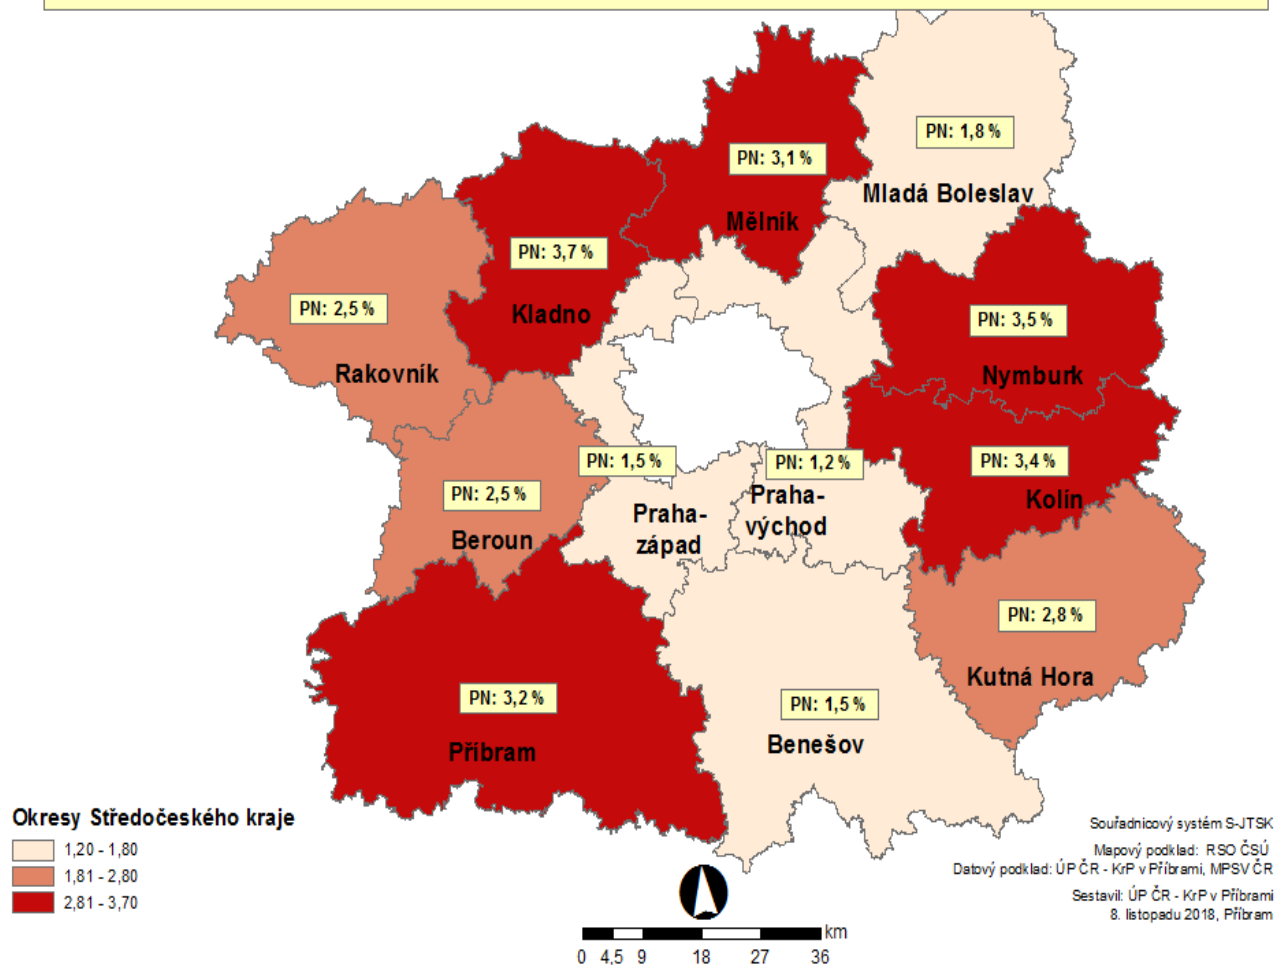 PN: 1,8 %
Mladá Boleslav
PN: 3,1 %
Mělník
PN: 3,7 %
Kladno
PN: 2,5 %
Rakovník
PN: 3,5 %
Nymburk
PN: 1,5 %
Praha-
západ
PN: 1,2 %
Praha-
východ
PN: 3,4 %
Kolín
PN: 2,5 %
Beroun
PN: 2,8 %
Kutná Hora
PN: 3,2 %
Příbram
PN: 1,5 %
Benešov
Okresy Středočeského kraje
1,20 - 1,80
1,81 - 2,80
2,81 - 3,70
Souřadnicový systém S-JTSK
Mapový podklad: RSO ČSÚ
Datový podklad: ÚP ČR - KrP v Příbrami, MPSV ČR
Sestavil: ÚP ČR - KrP v Příbrami
8. listopadu 2018, Příbram
km
0 4,5 9 18 27 36